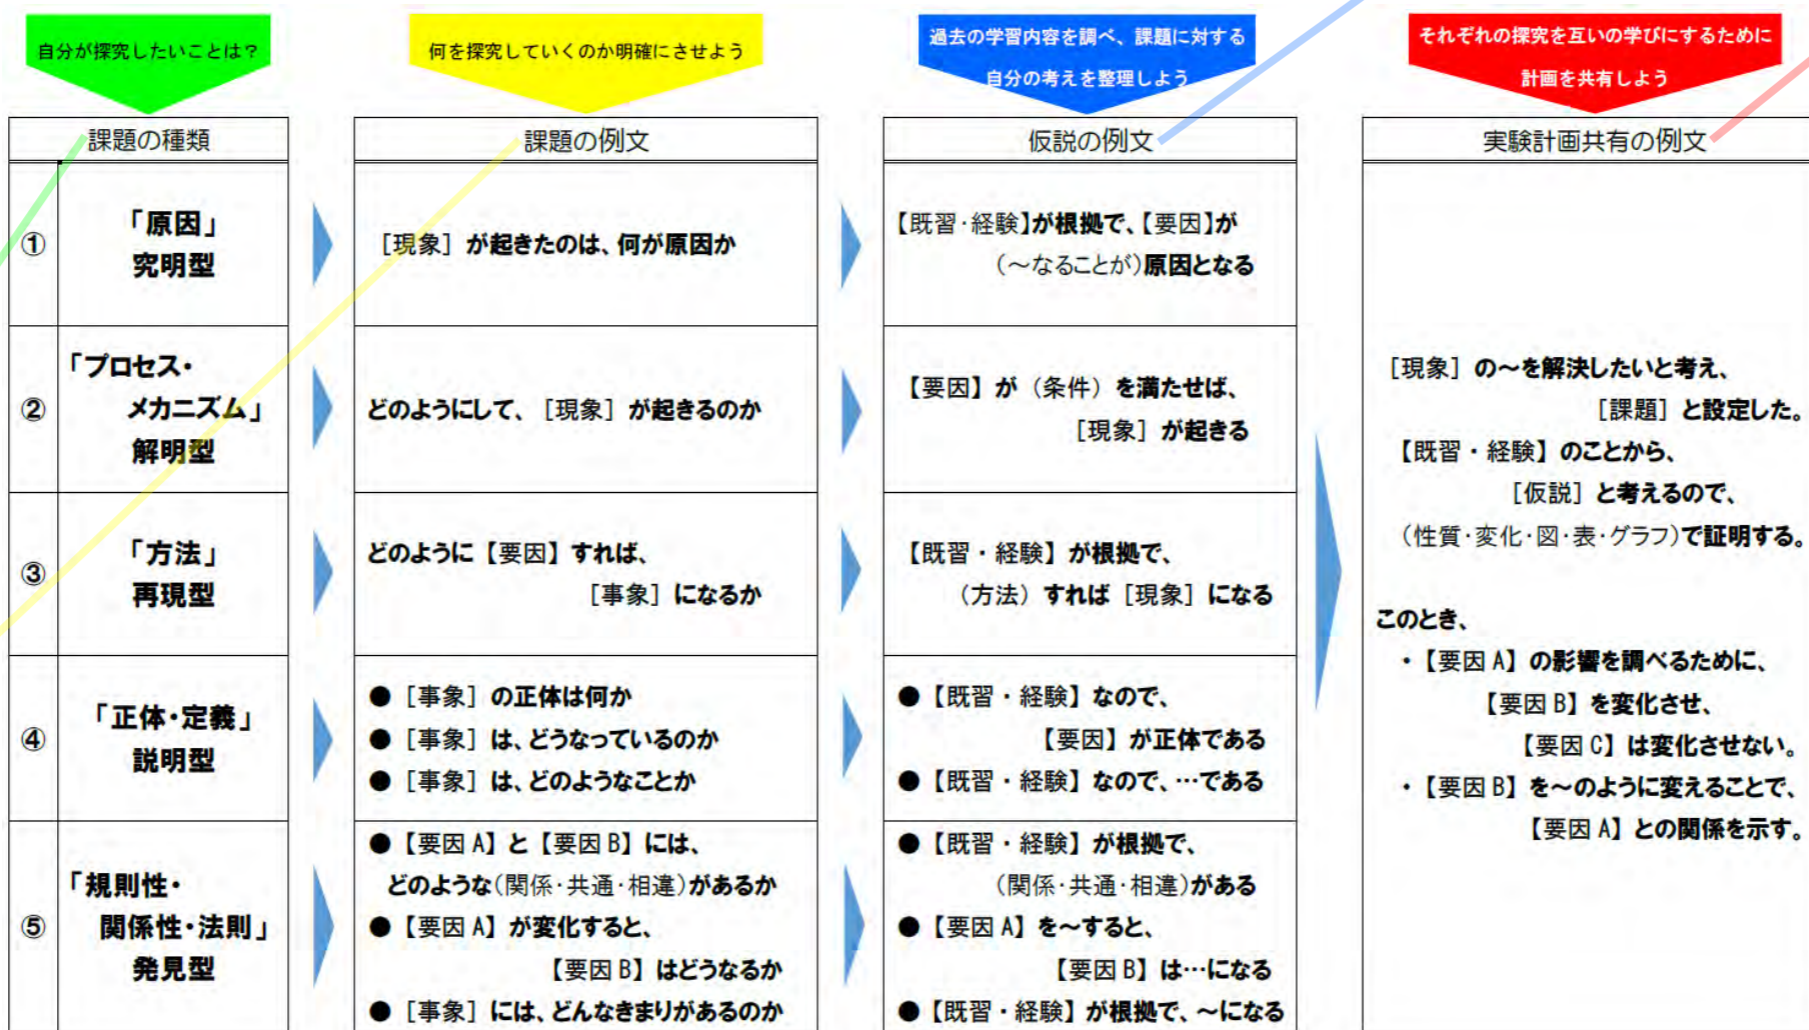 自分が探究したいことは？
何を探究していくのか明確にさせよう
過去の学習内容を調べ、課題に対する
自分の考えを整理しよう
それぞれの探究を互いの学びにするために
計画を共有しよう
課題の種類
課題の例文
仮説の例文
実験計画共有の例文
①
「原因」
究明型
［現象］が起きたのは、何が原因か
【既習・経験】が根拠で、【要因】が
（～なることが）原因となる
②
「プロセス・
メカニズム」
解明型
どのようにして、［現象］が起きるのか
【要因】が（条件）を満たせば、
［現象］が起きる
③
「方法」
再現型
どのように【要因】すれば、
［事象］になるか
【既習・経験】が根拠で、
（方法）すれば［現象］になる
④
「正体・定義」
説明型
●［事象］の正体は何か
●［事象］は、どうなっているのか
●［事象］は、どのようなことか
●【既習・経験】なので、
【要因】が正体である
●【既習・経験】なので、…である
⑤
「規則性・
関係性・法則」
発見型
●【要因A】と【要因B】には、
どのような（関係・共通・相違）があるか
●【要因A】が変化すると、
【要因B】はどうなるか
●［事象］には、どんなきまりがあるのか
●【既習・経験】が根拠で、
（関係・共通・相違）がある
●【要因A】を～すると、
【要因B】は…になる
●【既習・経験】が根拠で、～になる
［現象］の～を解決したいと考え、
［課題］と設定した。
【既習・経験】のことから、
［仮説］と考えるので、
（性質・変化・図・表・グラフ）で証明する。
このとき、
・【要因A】の影響を調べるために、
【要因B】を変化させ、
【要因C】は変化させない。
・【要因B】を～のように変えることで、
【要因A】との関係を示す。